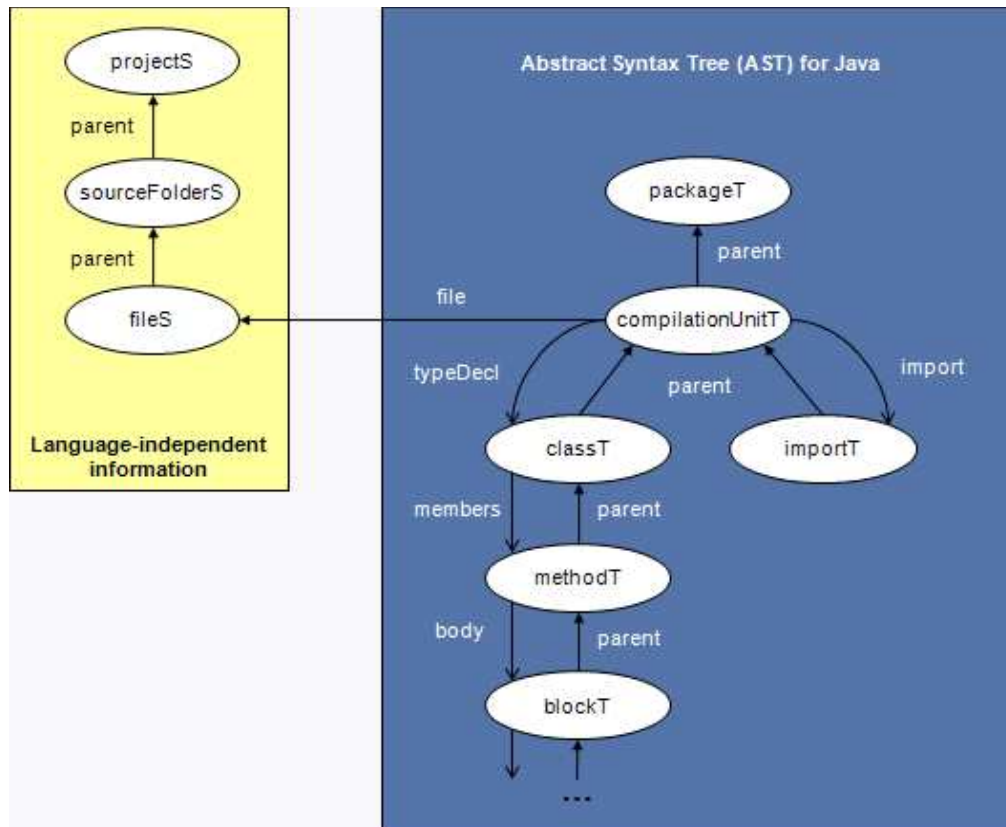 projectS
parent
sourceFolderS
parent
fileS
Language-independent
information
Abstract Syntax Tree (AST) for Java
packageT
parent
file
compilationUnitT
typeDecl
parent
import
classT
importT
members
parent
methodT
body
parent
blockT
...